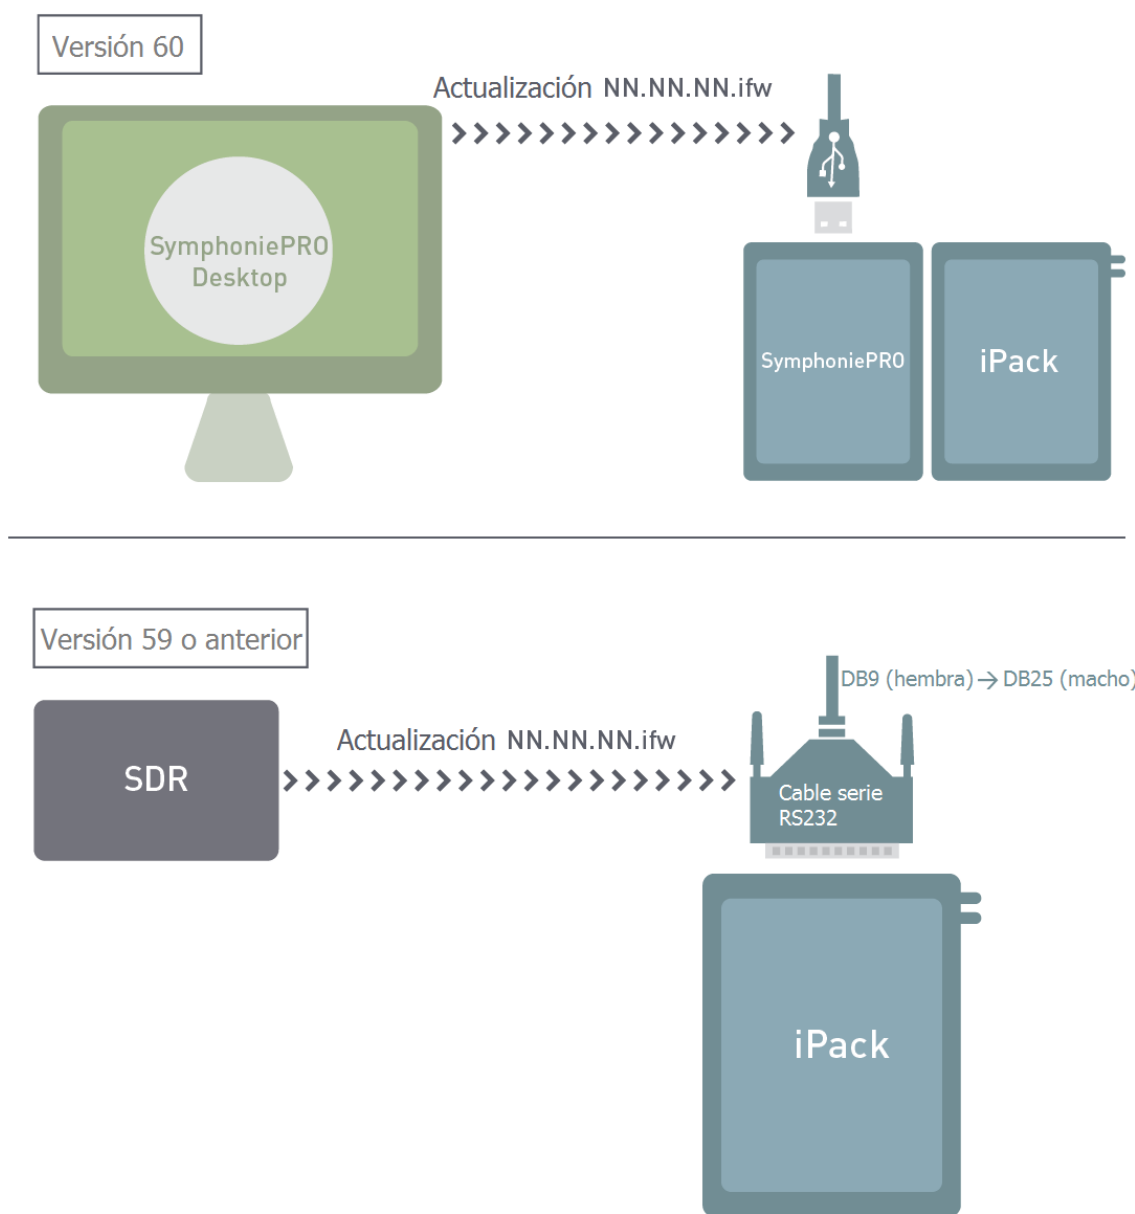 Versión 60
Actualización NN.NN.NN.ifw
SymphoniePRO
Desktop
SymphoniePRO
iPack
Versión 59 o anterior
DB9 (hembra) → DB25 (macho)
Actualización NN.NN.NN.ifw
SDR
Cable serie
RS232
iPack